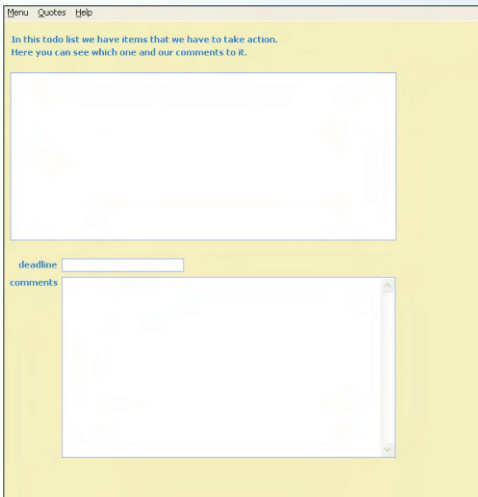 Menu Quotes Help
In this todo list we have items that we have to take action.
Here you can see which one and our comments to it.
deadline
comments